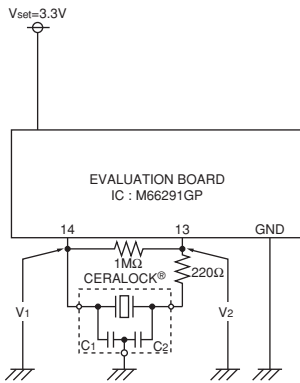 Vset=3.3V
EVALUATION BOARD
IC : M66291GP
14 13 GND
1MΩ
CERALOCK®
220Ω
V1 V2
C1 C2